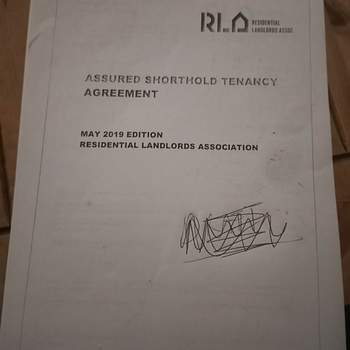 RLA RESIDENTIAL
LANDLORDS ASSOC
ASSURED SHORTHOLD TENANCY
AGREEMENT
MAY 2019 EDITION
RESIDENTIAL LANDLORDS ASSOCIATION